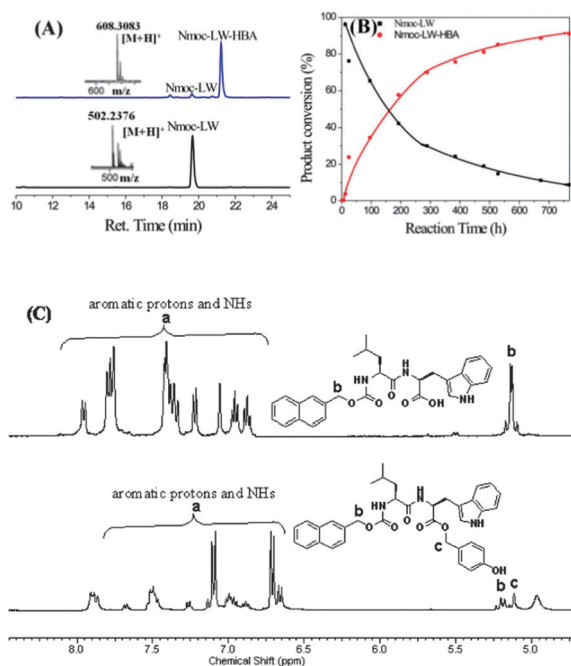 (A)
608.3083
[M+H]+
Nmoc-LW-HBA
600 m/z
Nmoc-LW
502.2376
[M+H]+
Nmoc-LW
500 m/z
10 12 14 16 18 20 22 24
Ret. Time (min)
(B)
Nmoc-LW
Nmoc-LW-HBA
Product conversion (%)
100
80
60
40
20
0
0 100 200 300 400 500 600 700
Reaction Time (h)
(C)
aromatic protons and NHs
a
b
b
H
N
O
O
O
H
N
O
OH
NH
aromatic protons and NHs
a
b
H
N
O
O
O
H
N
O
O
NH
c
OH
b c
8.0 7.5 7.0 6.5 6.0 5.5 5.0
Chemical Shift (ppm)